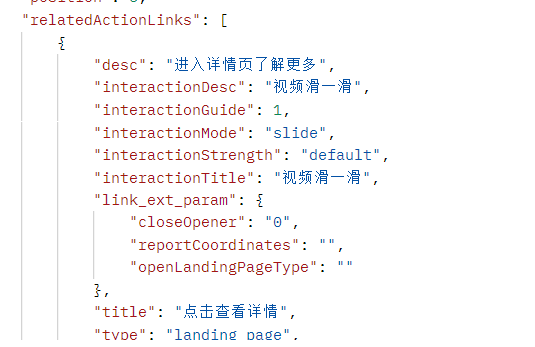 "relatedActionLinks": [
{
"desc": "进入详情页了解更多",
"interactionDesc": "视频滑一滑",
"interactionGuide": 1,
"interactionMode": "slide",
"interactionStrength": "default",
"interactionTitle": "视频滑一滑",
"link_ext_param": {
"closeOpener": "0",
"reportCoordinates": "",
"openLandingPageType": ""
},
"title": "点击查看详情",
"type": "landing_page",